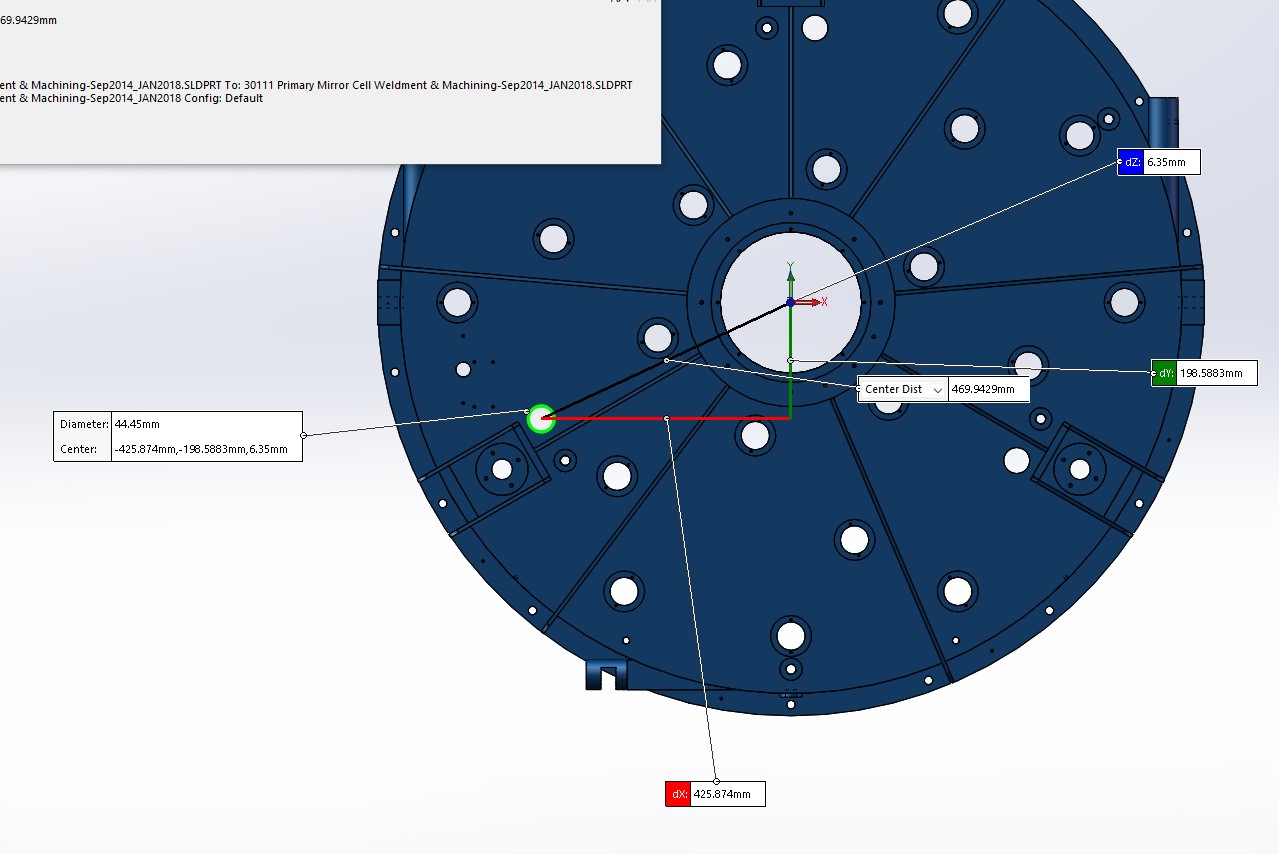 69.9429mm
ent & Machining-Sep2014_JAN2018.SLDPRT To: 30111 Primary Mirror Cell Weldment & Machining-Sep2014_JAN2018.SLDPRT
ent & Machining-Sep2014_JAN2018 Config: Default
dZ: 6.35mm
Y
X
dY: 198.5883mm
Center Dist 469.9429mm
Diameter: 44.45mm
Center: -425.874mm,-198.5883mm,6.35mm
dX: 425.874mm